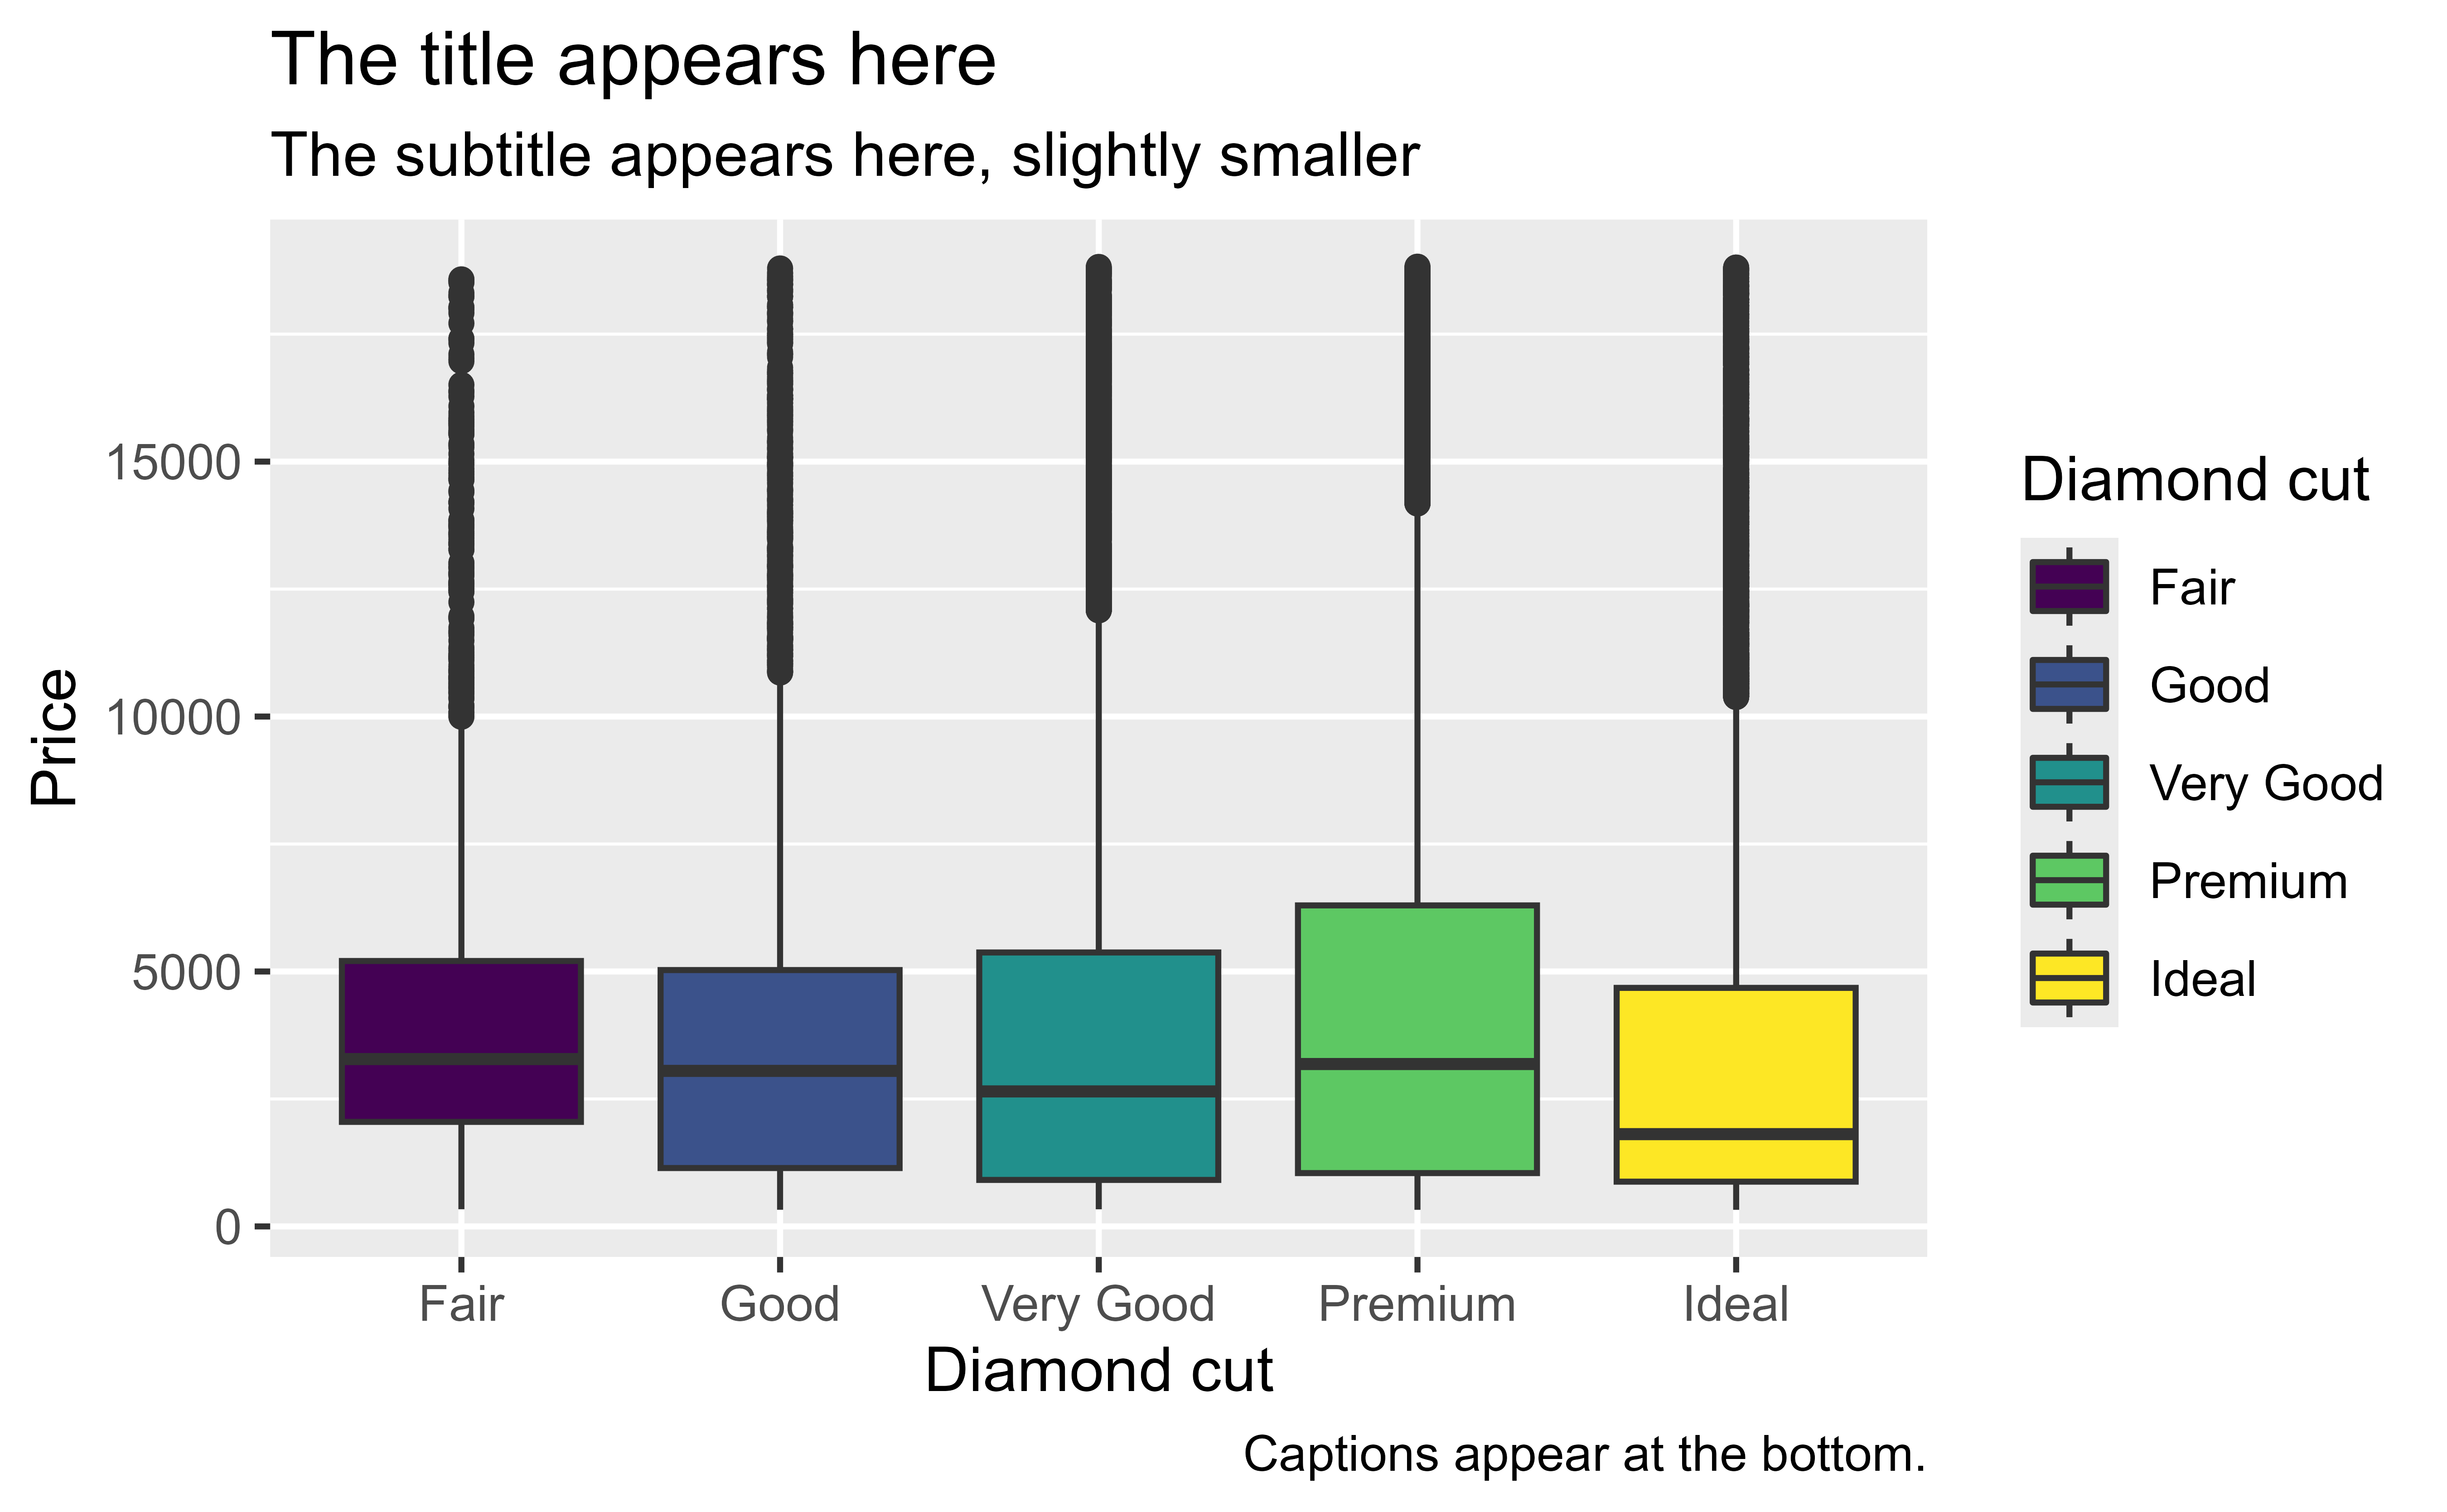 The title appears here
The subtitle appears here, slightly smaller
Price
15000
10000
5000
0
Fair Good Very Good Premium Ideal
Diamond cut
Captions appear at the bottom.
Diamond cut
Fair
Good
Very Good
Premium
Ideal